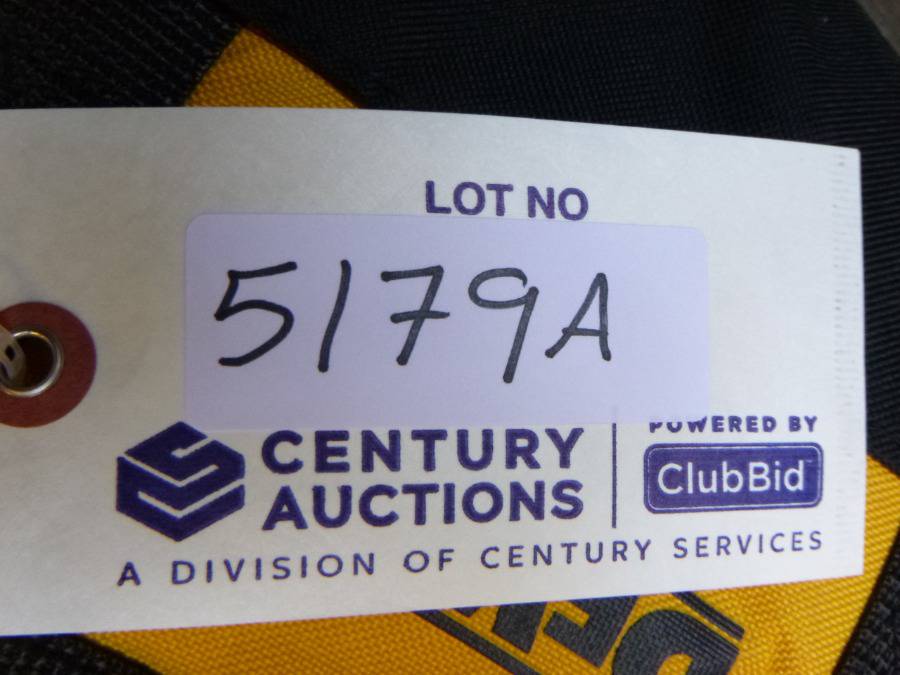 LOT NO
5179A
CENTURY
AUCTIONS
POWERED BY
ClubBid
A DIVISION OF CENTURY SERVICES